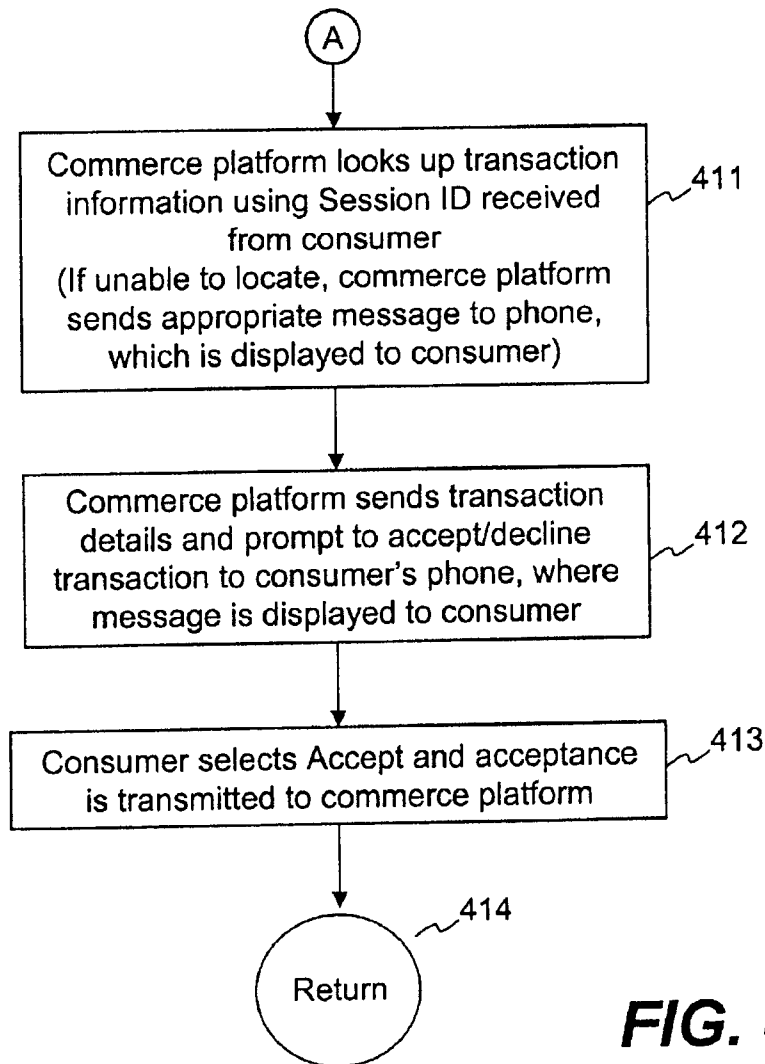 A
Commerce platform looks up transaction
information using Session ID received
from consumer
(If unable to locate, commerce platform
sends appropriate message to phone,
which is displayed to consumer)
411
Commerce platform sends transaction
details and prompt to accept/decline
transaction to consumer's phone, where
message is displayed to consumer
412
Consumer selects Accept and acceptance
is transmitted to commerce platform
413
414
Return
FIG.